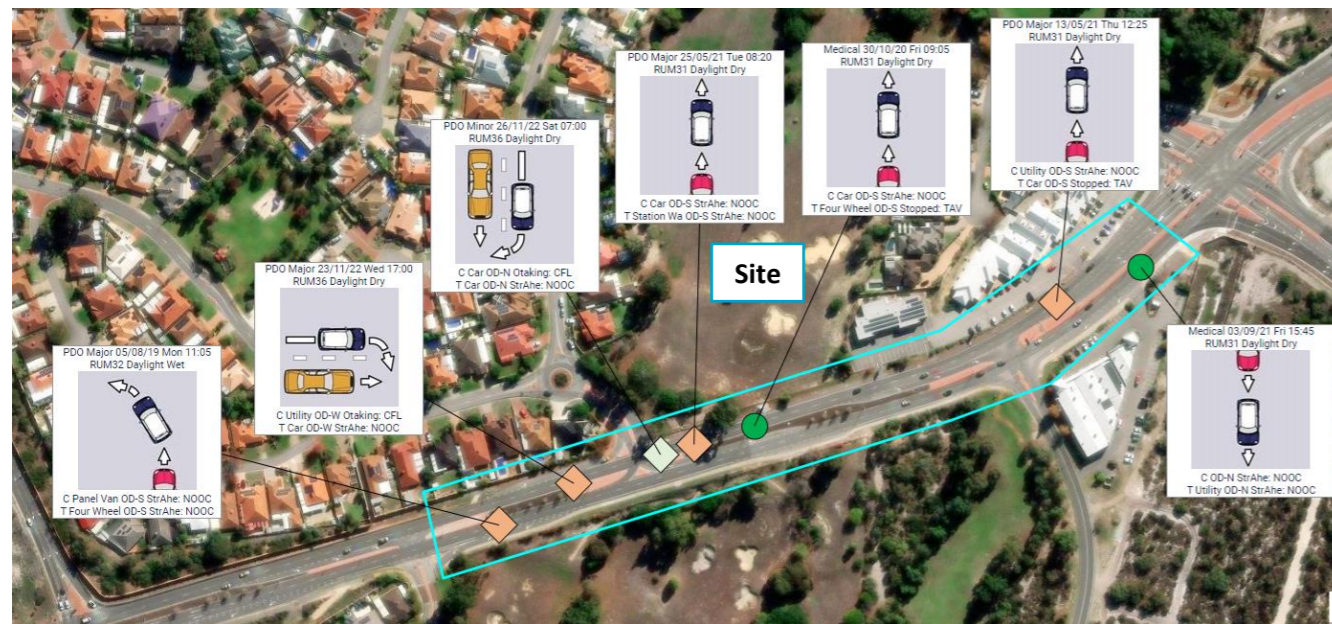 PDO Major 05/08/19 Mon 11:05
RUM32 Daylight Wet
C Panel Van OD-S StrAhe: NOOC
T Four Wheel OD-S StrAhe: NOOC
PDO Major 23/11/22 Wed 17:00
RUM36 Daylight Dry
C Utility OD-W Otaking: CFL
T Car OD-W StrAhe: NOOC
PDO Minor 26/11/22 Sat 07:00
RUM36 Daylight Dry
C Car OD-N Otaking: CFL
T Car OD-N StrAhe: NOOC
PDO Major 25/05/21 Tue 08:20
RUM31 Daylight Dry
C Car OD-S StrAhe: NOOC
T Station Wa OD-S StrAhe: NOOC
Medical 30/10/20 Fri 09:05
RUM31 Daylight Dry
C Car OD-S StrAhe: NOOC
T Four Wheel OD-S Stopped: TAV
PDO Major 13/05/21 Thu 12:25
RUM31 Daylight Dry
C Utility OD-S StrAhe: NOOC
T Car OD-S Stopped: TAV
Site
Medical 03/09/21 Fri 15:45
RUM31 Daylight Dry
C OD-N StrAhe: NOOC
T Utility OD-N StrAhe: NOOC